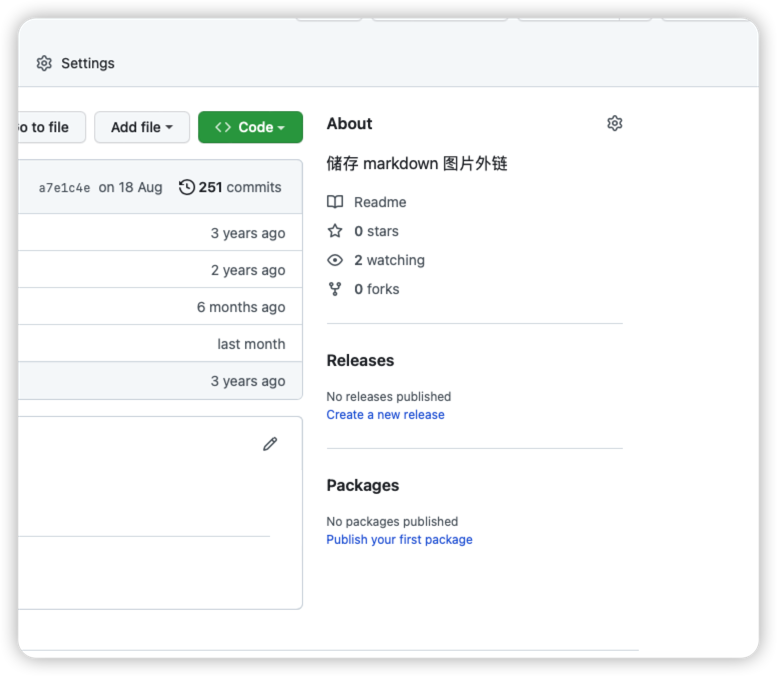 Settings
to file
Add file
Code
About
储存 markdown 图片外链
a7e1c4e on 18 Aug 251 commits
3 years ago
2 years ago
6 months ago
last month
3 years ago
Readme
0 stars
2 watching
0 forks
Releases
No releases published
Create a new release
Packages
No packages published
Publish your first package